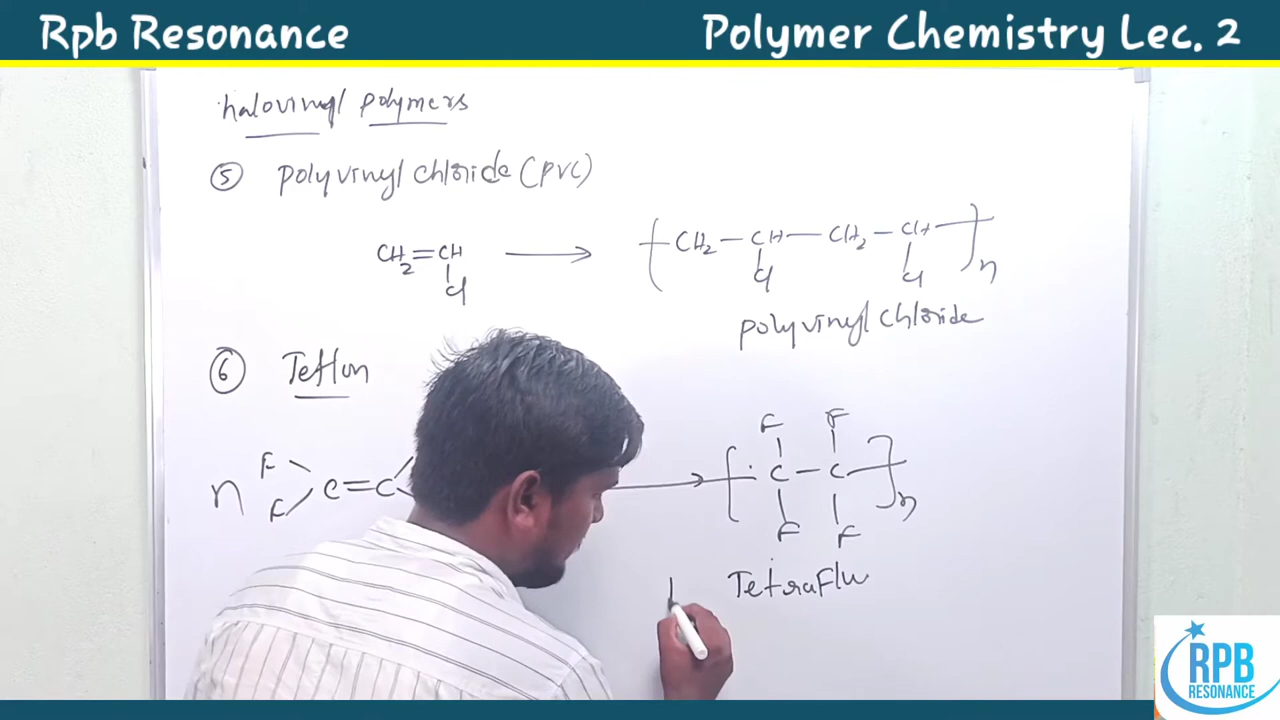 Rpb Resonance
Polymer Chemistry Lec. 2
halovinyl polymers
⑤ polyvinyl chloride (PVC)
CH2=CH ⟶ [CH2—CH—CH2—CH]n
Cl Cl Cl
polyvinyl chloride
⑥ Teflon
F F F
n C=C ⟶ [C—C]n
F F F
TetraFlu
RPB
RESONANCE